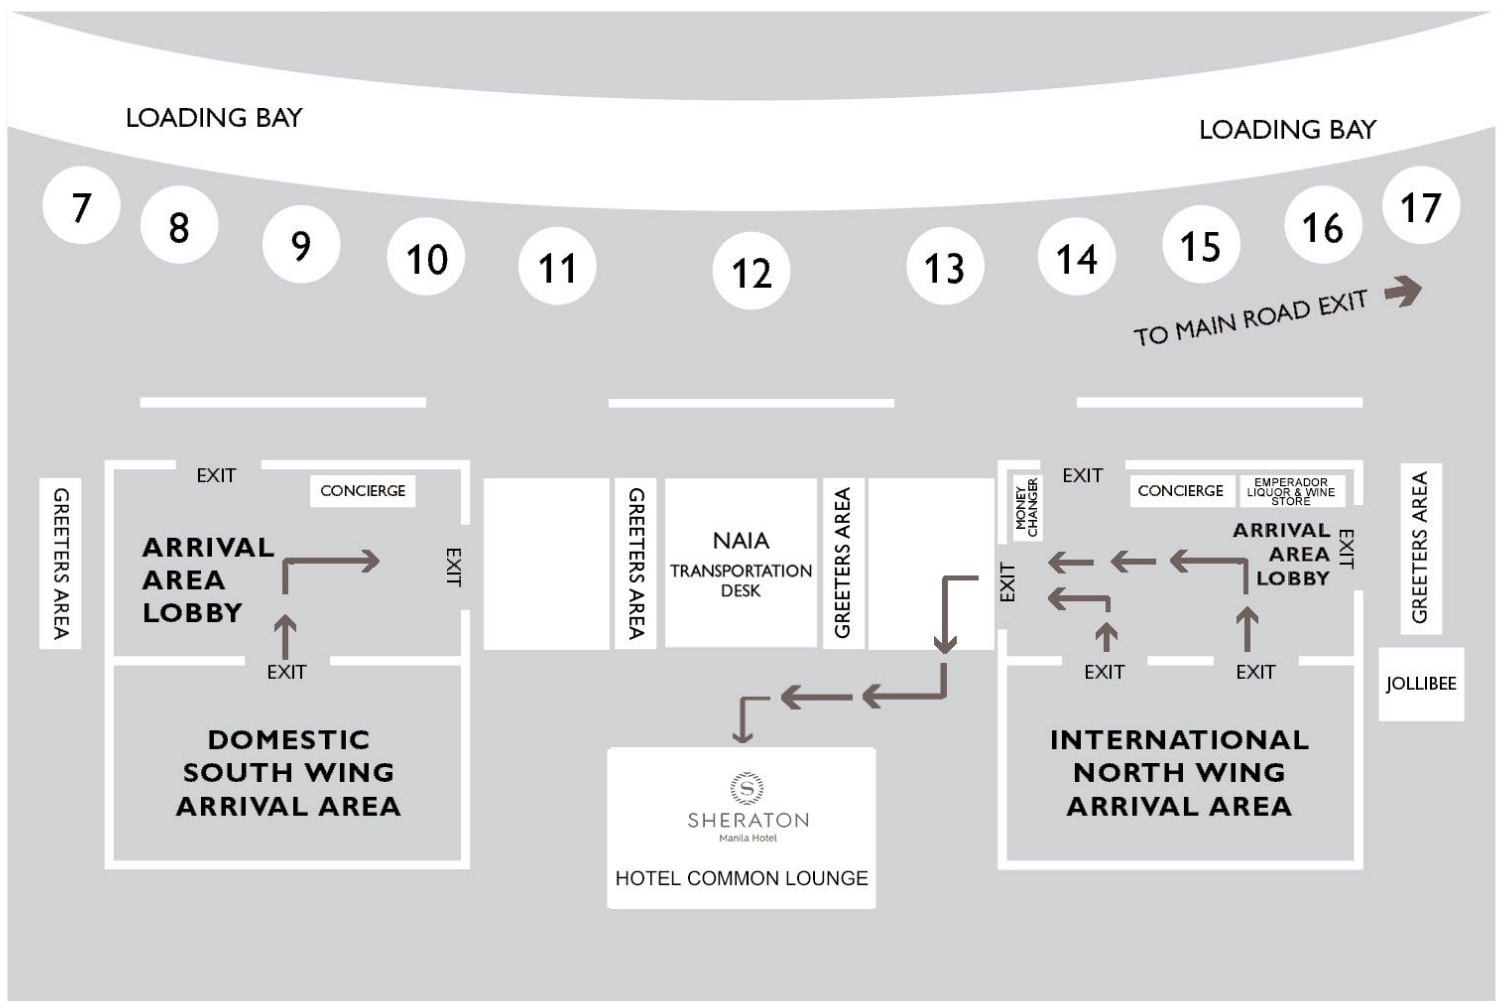 LOADING BAY
LOADING BAY
7
8
9
10
11
12
13
14
15
16
17
TO MAIN ROAD EXIT
GREETERS AREA
EXIT
CONCIERGE
ARRIVAL
AREA
LOBBY
EXIT
EXIT
DOMESTIC
SOUTH WING
ARRIVAL AREA
GREETERS AREA
NAIA
TRANSPORTATION
DESK
GREETERS AREA
S
SHERATON
Manila Hotel
HOTEL COMMON LOUNGE
MONEY
CHANGER
EXIT
CONCIERGE
EMPERADOR
LIQUOR & WINE
STORE
ARRIVAL
AREA
LOBBY
EXIT
EXIT
EXIT
EXIT
INTERNATIONAL
NORTH WING
ARRIVAL AREA
GREETERS AREA
JOLLIBEE